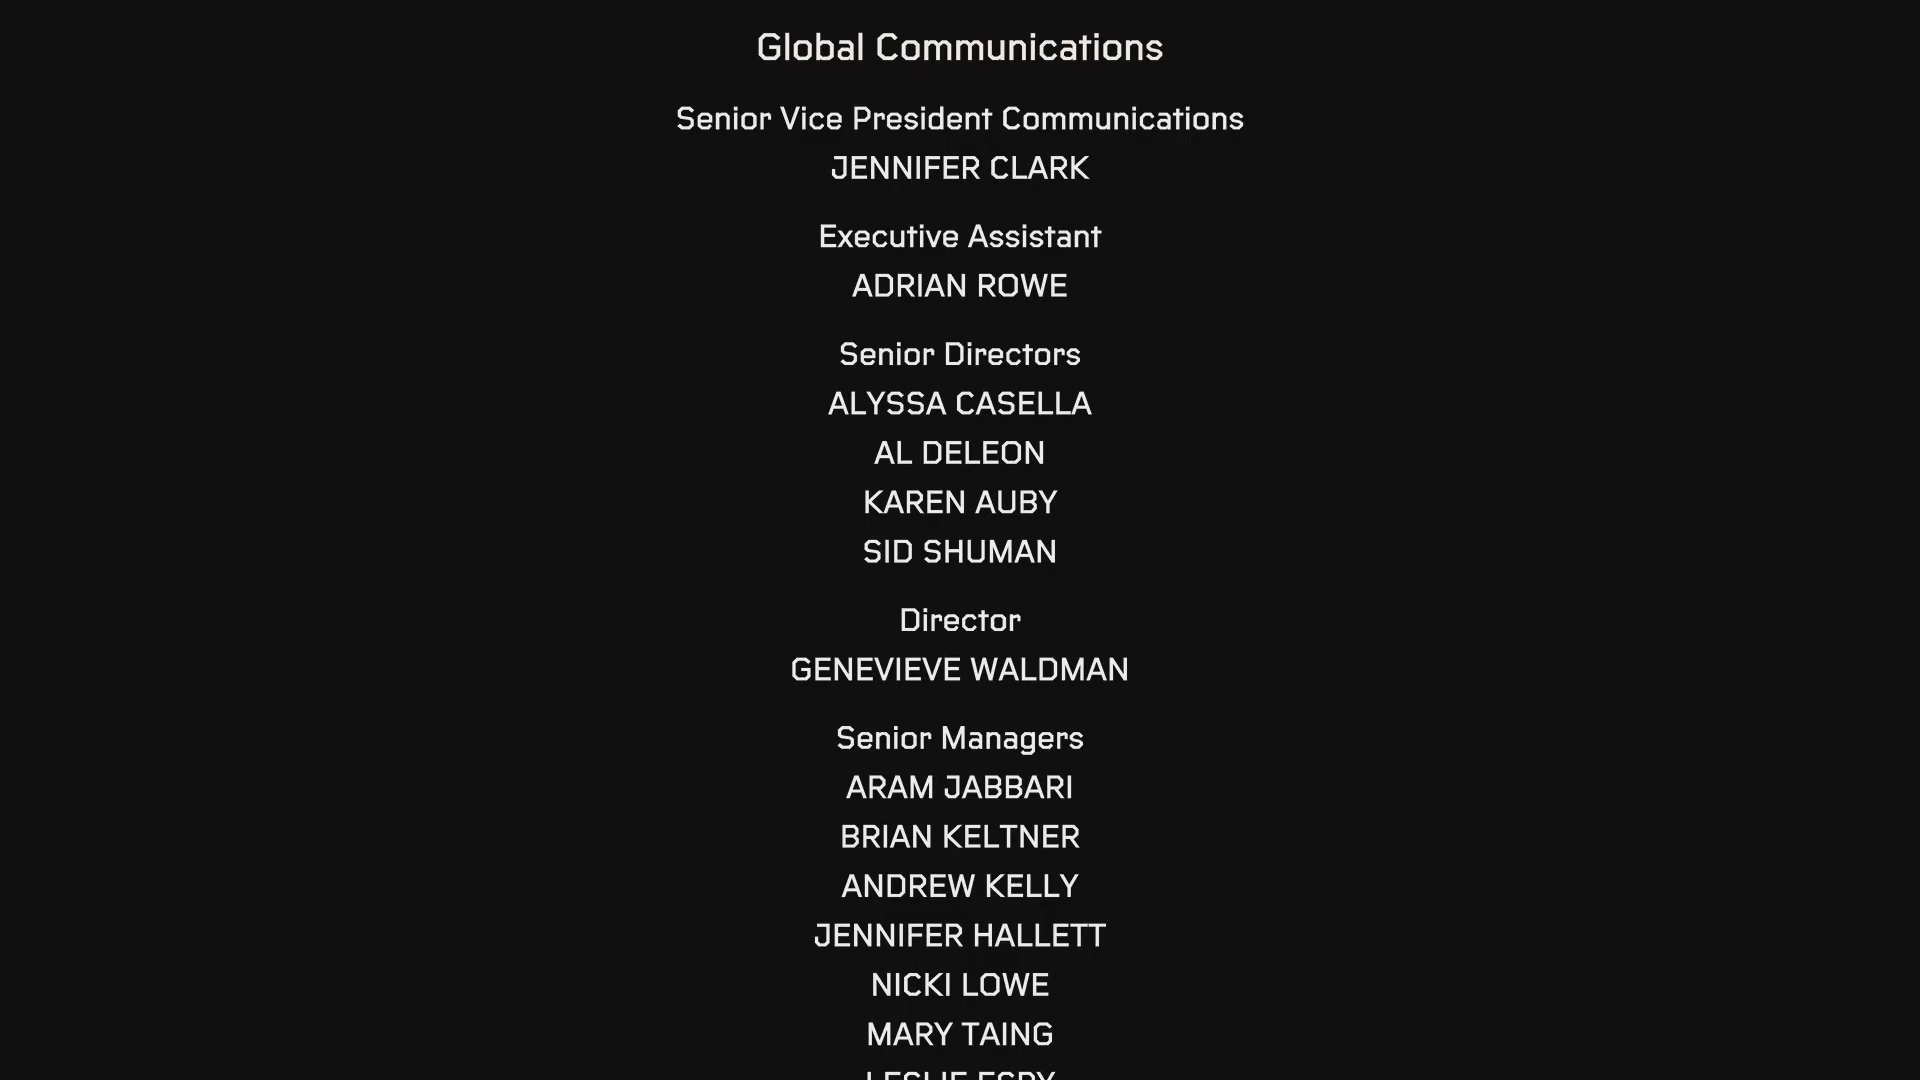 Global Communications
Senior Vice President Communications
JENNIFER CLARK
Executive Assistant
ADRIAN ROWE
Senior Directors
ALYSSA CASELLA
AL DELEON
KAREN AUBY
SID SHUMAN
Director
GENEVIEVE WALDMAN
Senior Managers
ARAM JABBARI
BRIAN KELTNER
ANDREW KELLY
JENNIFER HALLETT
NICKI LOWE
MARY TAING